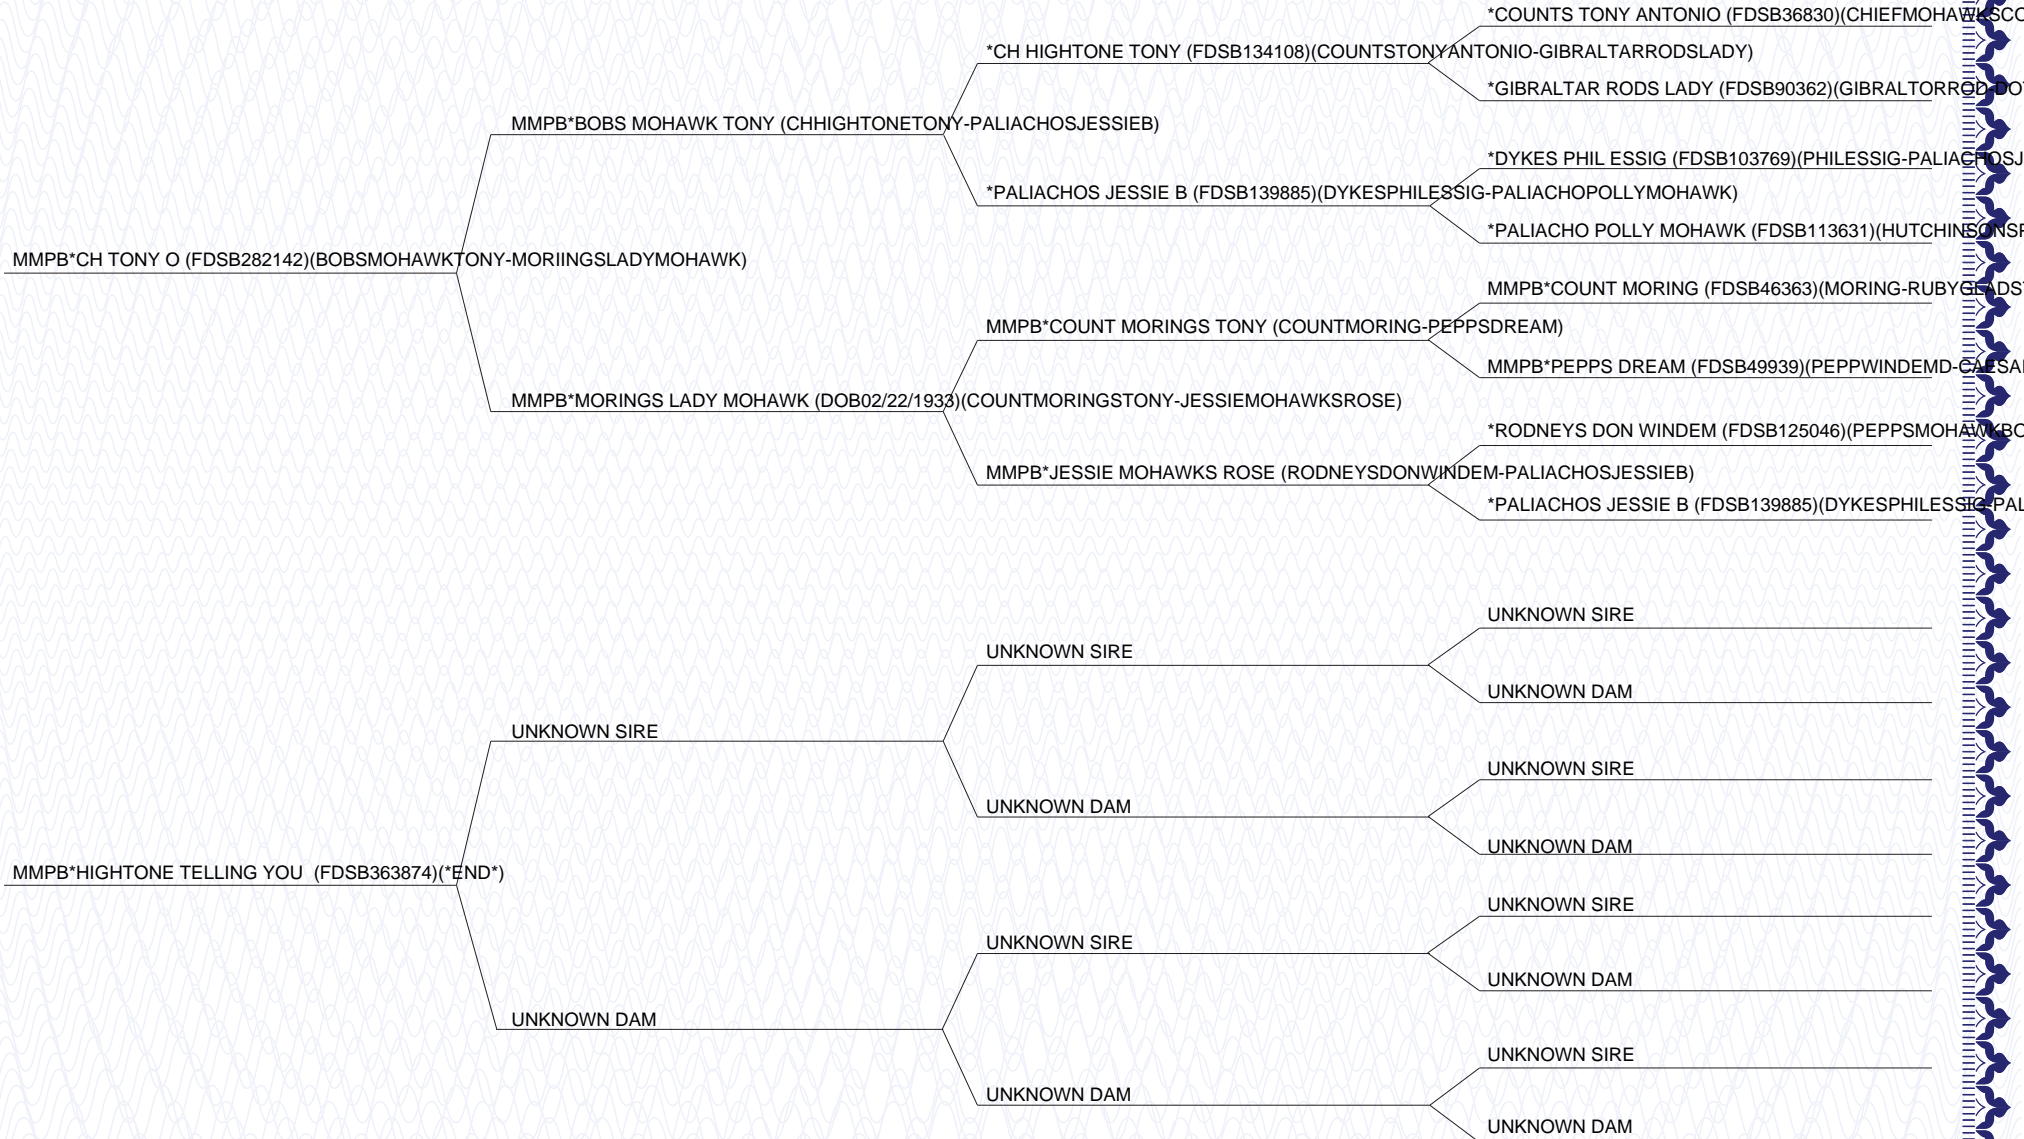 *COUNTS TONY ANTONIO (FDSB36830)(CHIEFMOHAWKSCO
*CH HIGHTONE TONY (FDSB134108)(COUNTSTONYANTONIO-GIBRALTARRODSLADY)
*GIBRALTAR RODS LADY (FDSB90362)(GIBRALTORROD-DOT
MMPB*BOBS MOHAWK TONY (CHHIGHTONETONY-PALIACHOSJESSIEB)
*DYKES PHIL ESSIG (FDSB103769)(PHILESSIG-PALIACHOSJ
*PALIACHOS JESSIE B (FDSB139885)(DYKESPHILESSIG-PALIACHOPOLLYMOHAWK)
*PALIACHO POLLY MOHAWK (FDSB113631)(HUTCHINSONSP
MMPB*CH TONY O (FDSB282142)(BOBSMOHAWKTONY-MORIINGSLADYMOHAWK)
MMPB*COUNT MORING (FDSB46363)(MORING-RUBYGLADST
MMPB*COUNT MORINGS TONY (COUNTMORING-PEPPSDREAM)
MMPB*PEPPS DREAM (FDSB49939)(PEPPWINDEMD-CAESAR
MMPB*MORINGS LADY MOHAWK (DOB02/22/1933)(COUNTMORINGSTONY-JESSIEMOHAWKSROSE)
*RODNEYS DON WINDEM (FDSB125046)(PEPPSMOHAWKBO
MMPB*JESSIE MOHAWKS ROSE (RODNEYSDONWINDEM-PALIACHOSJESSIEB)
*PALIACHOS JESSIE B (FDSB139885)(DYKESPHILESSIG-PAL
UNKNOWN SIRE
UNKNOWN SIRE
UNKNOWN DAM
UNKNOWN SIRE
UNKNOWN SIRE
UNKNOWN DAM
UNKNOWN DAM
MMPB*HIGHTONE TELLING YOU (FDSB363874)(*END*)
UNKNOWN SIRE
UNKNOWN SIRE
UNKNOWN DAM
UNKNOWN DAM
UNKNOWN SIRE
UNKNOWN DAM
UNKNOWN DAM